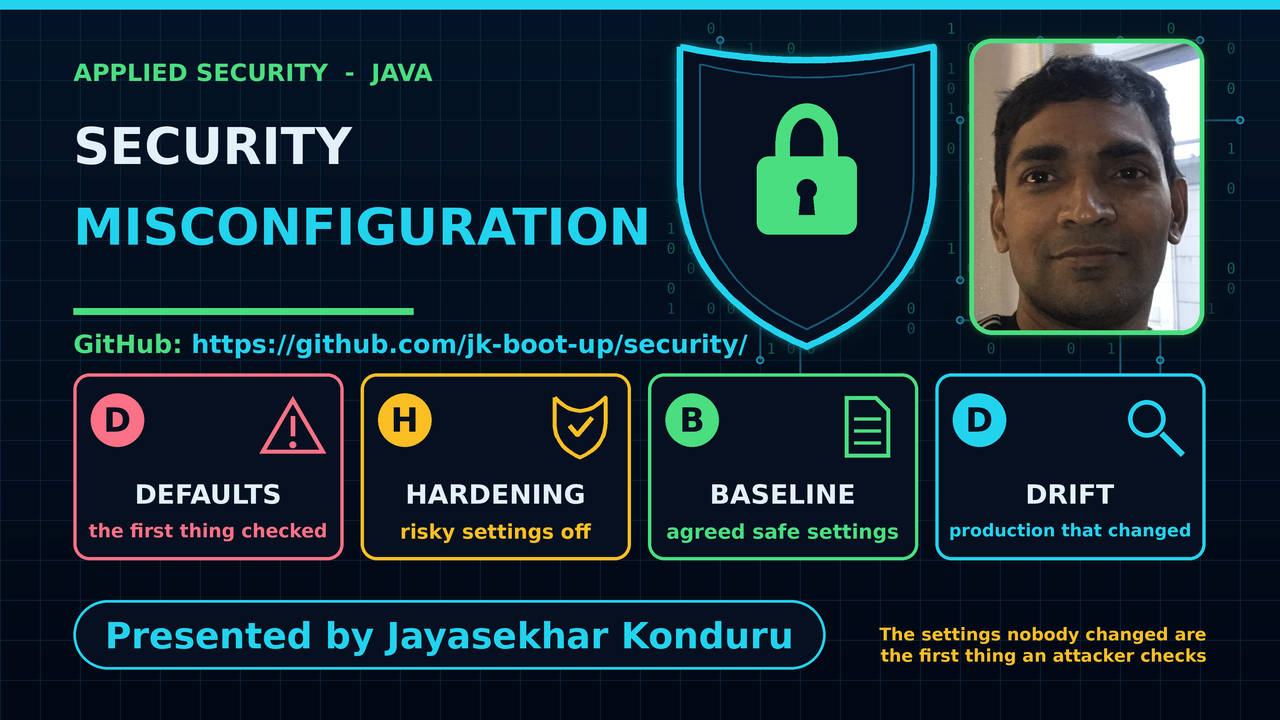 APPLIED SECURITY - JAVA
SECURITY
MISCONFIGURATION
GitHub: https://github.com/jk-boot-up/security/
D
DEFAULTS
the first thing checked
H
HARDENING
risky settings off
B
BASELINE
agreed safe settings
D
DRIFT
production that changed
Presented by Jayasekhar Konduru
The settings nobody changed are
the first thing an attacker checks